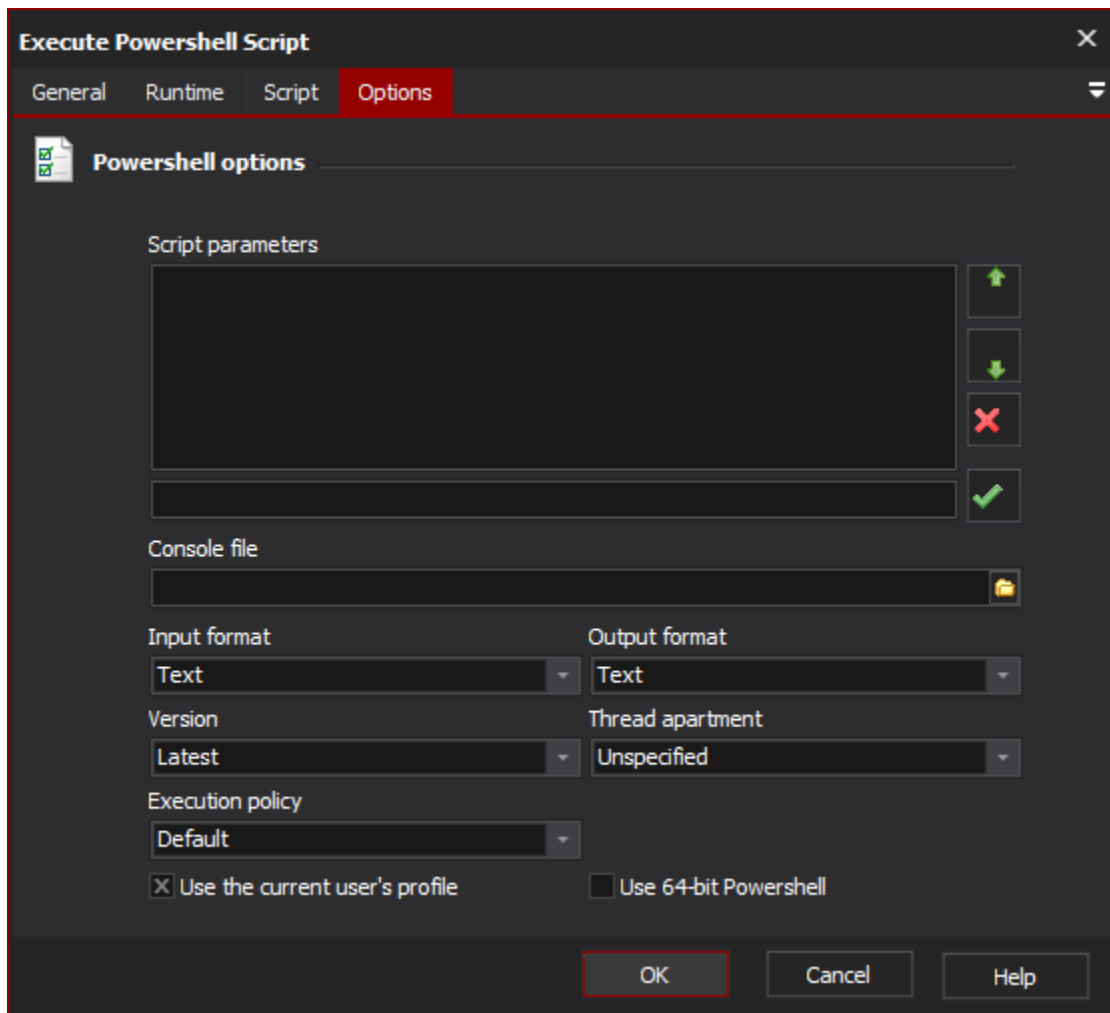 Execute Powershell Script
General Runtime Script Options
Powershell options
Script parameters
Console file
Input format Output format
Text Text
Version Thread apartment
Latest Unspecified
Execution policy
Default
Use the current user's profile Use 64-bit Powershell
OK Cancel Help